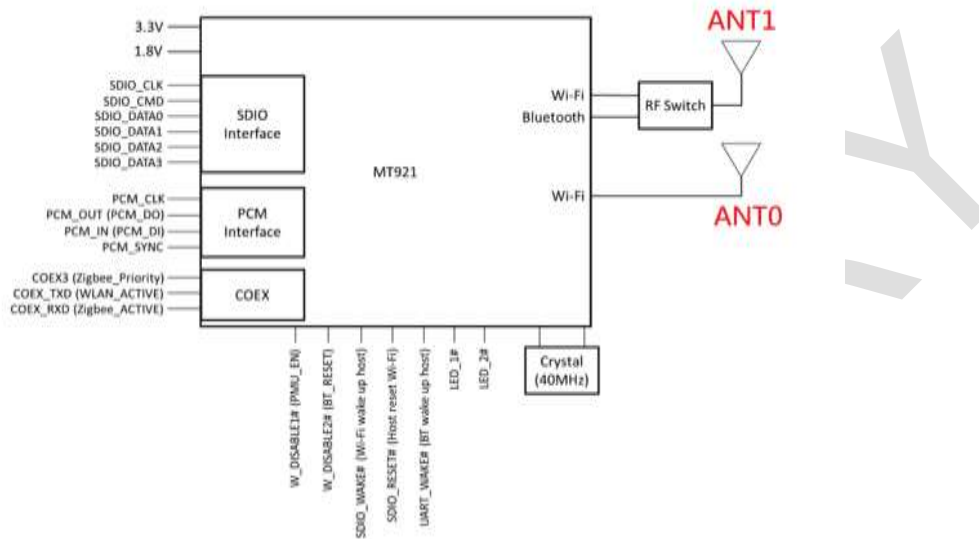 ANT1
3.3V
1.8V
SDIO_CLK
SDIO_CMD
SDIO_DATA0
SDIO_DATA1
SDIO_DATA2
SDIO_DATA3
SDIO
Interface
Wi-Fi
Bluetooth
RF Switch
MT921
PCM_CLK
PCM_OUT (PCM_DO)
PCM_IN (PCM_DI)
PCM_SYNC
PCM
Interface
Wi-Fi
ANT0
COEX3 (Zigbee_Priority)
COEX_TXD (WLAN_ACTIVE)
COEX_RXD (Zigbee_ACTIVE)
COEX
W_DISABLE1# (PMU_EN)
W_DISABLE2# (BT_RESET)
SDIO_WAKE# (Wi-Fi wake up host)
SDIO_RESET# (Host reset Wi-Fi)
UART_WAKE# (BT wake up host)
LED_1#
LED_2#
Crystal
(40MHz)
Y